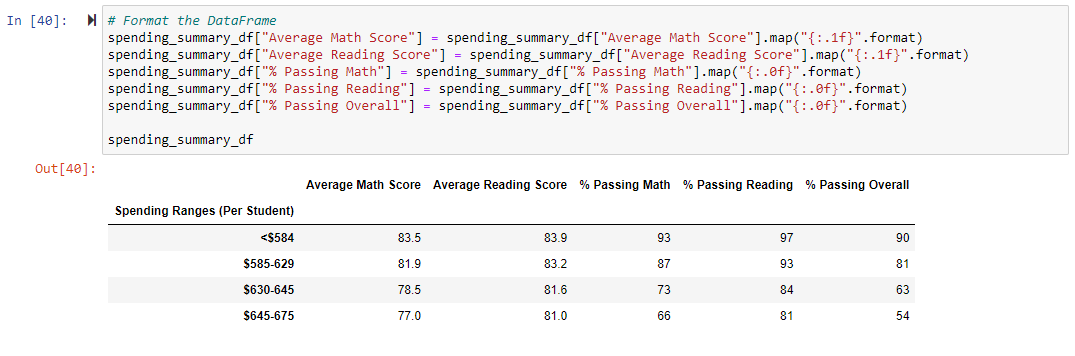 In [40]:
# Format the DataFrame
spending_summary_df["Average Math Score"] = spending_summary_df["Average Math Score"].map("{:.1f}".format)
spending_summary_df["Average Reading Score"] = spending_summary_df["Average Reading Score"].map("{:.1f}".format)
spending_summary_df["% Passing Math"] = spending_summary_df["% Passing Math"].map("{:.0f}".format)
spending_summary_df["% Passing Reading"] = spending_summary_df["% Passing Reading"].map("{:.0f}".format)
spending_summary_df["% Passing Overall"] = spending_summary_df["% Passing Overall"].map("{:.0f}".format)
spending_summary_df
Out[40]:
Average Math Score Average Reading Score % Passing Math % Passing Reading % Passing Overall
Spending Ranges (Per Student)
<$584 83.5 83.9 93 97 90
$585-629 81.9 83.2 87 93 81
$630-645 78.5 81.6 73 84 63
$645-675 77.0 81.0 66 81 54